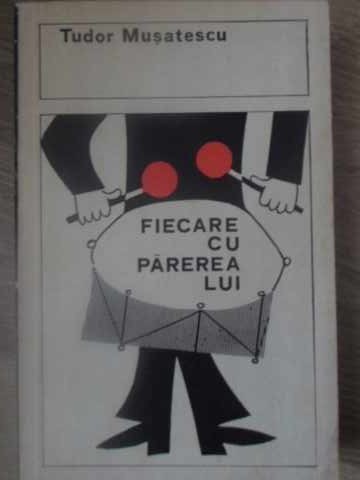 Tudor Mușatescu
FIECARE
CU
PĂREREA
LUI